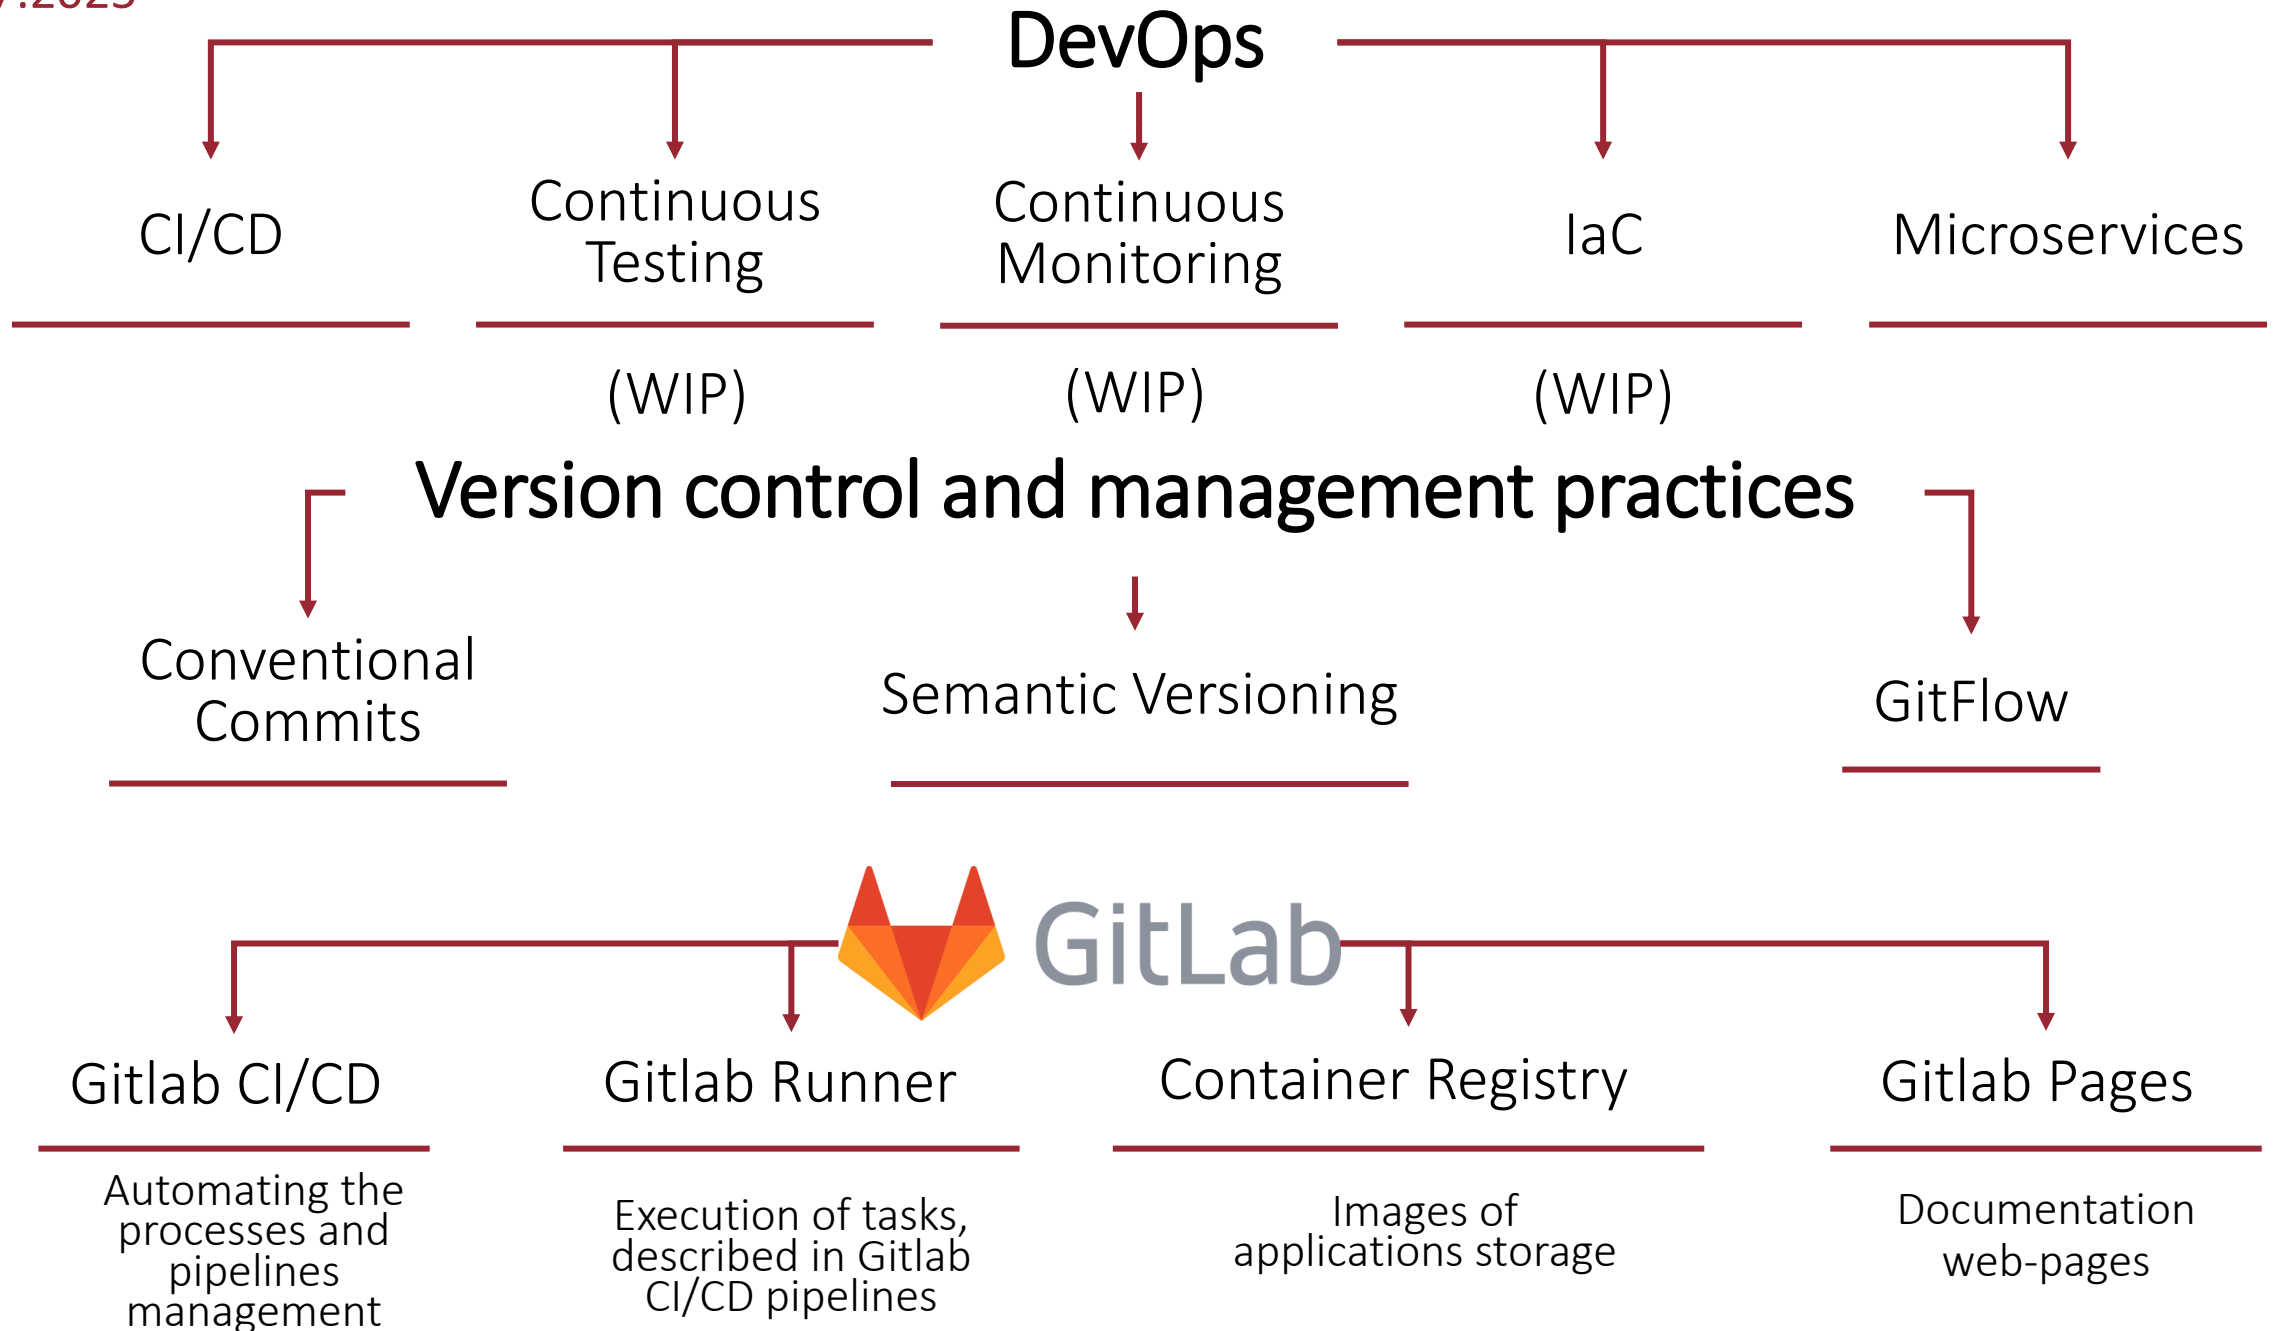 DevOps
CI/CD
Continuous
Testing
Continuous
Monitoring
IaC
Microservices
(WIP)
(WIP)
(WIP)
Version control and management practices
Conventional
Commits
Semantic Versioning
GitFlow
GitLab
Gitlab CI/CD
Gitlab Runner
Container Registry
Gitlab Pages
Automating the
processes and
pipelines
management
Execution of tasks,
described in Gitlab
CI/CD pipelines
Images of
applications storage
Documentation
web-pages